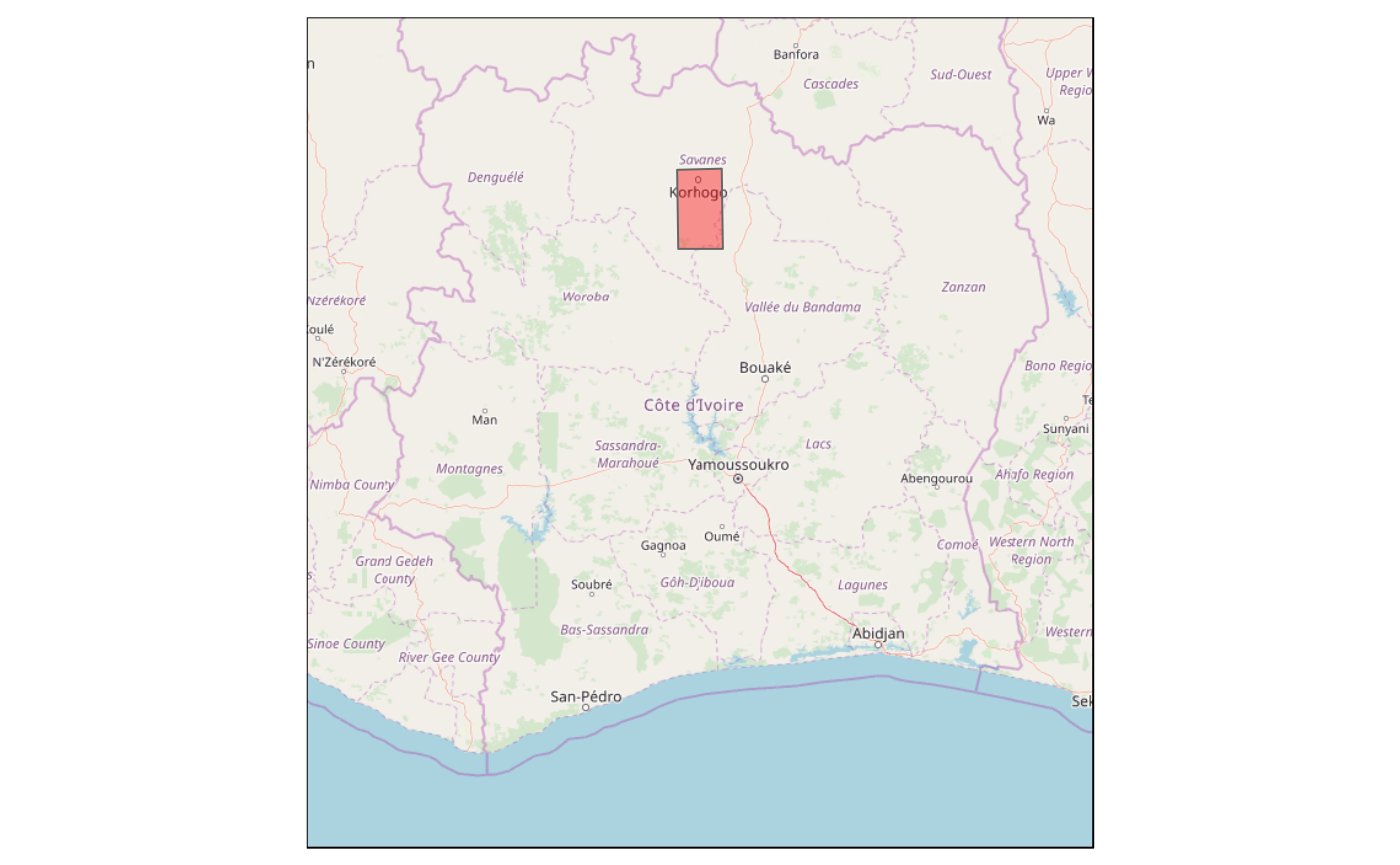 n
Banfora
Cascades
Sud-Ouest
Upper W
Regio
Wa
Savanes
Denguélé
Korhogo
Nzérékoré
Woroba
Vallée du Bandama
Zanzan
oulé
N'Zérékoré
Bouaké
Bono Regio
Côte d'Ivoire
Te
Man
Sunyani
Sassandra-
Marahoué
Lacs
Yamoussoukro
Montagnes
Nimba County
Abengourou
Ahafo Region
Oumé
Gagnoa
Comoé
Western North
Region
Grand Gedeh
County
s
Soubré
Gôh-Djiboua
Lagunes
Bas-Sassandra
Abidjan
Western
Sinoe County
River Gee County
San-Pédro
Sek